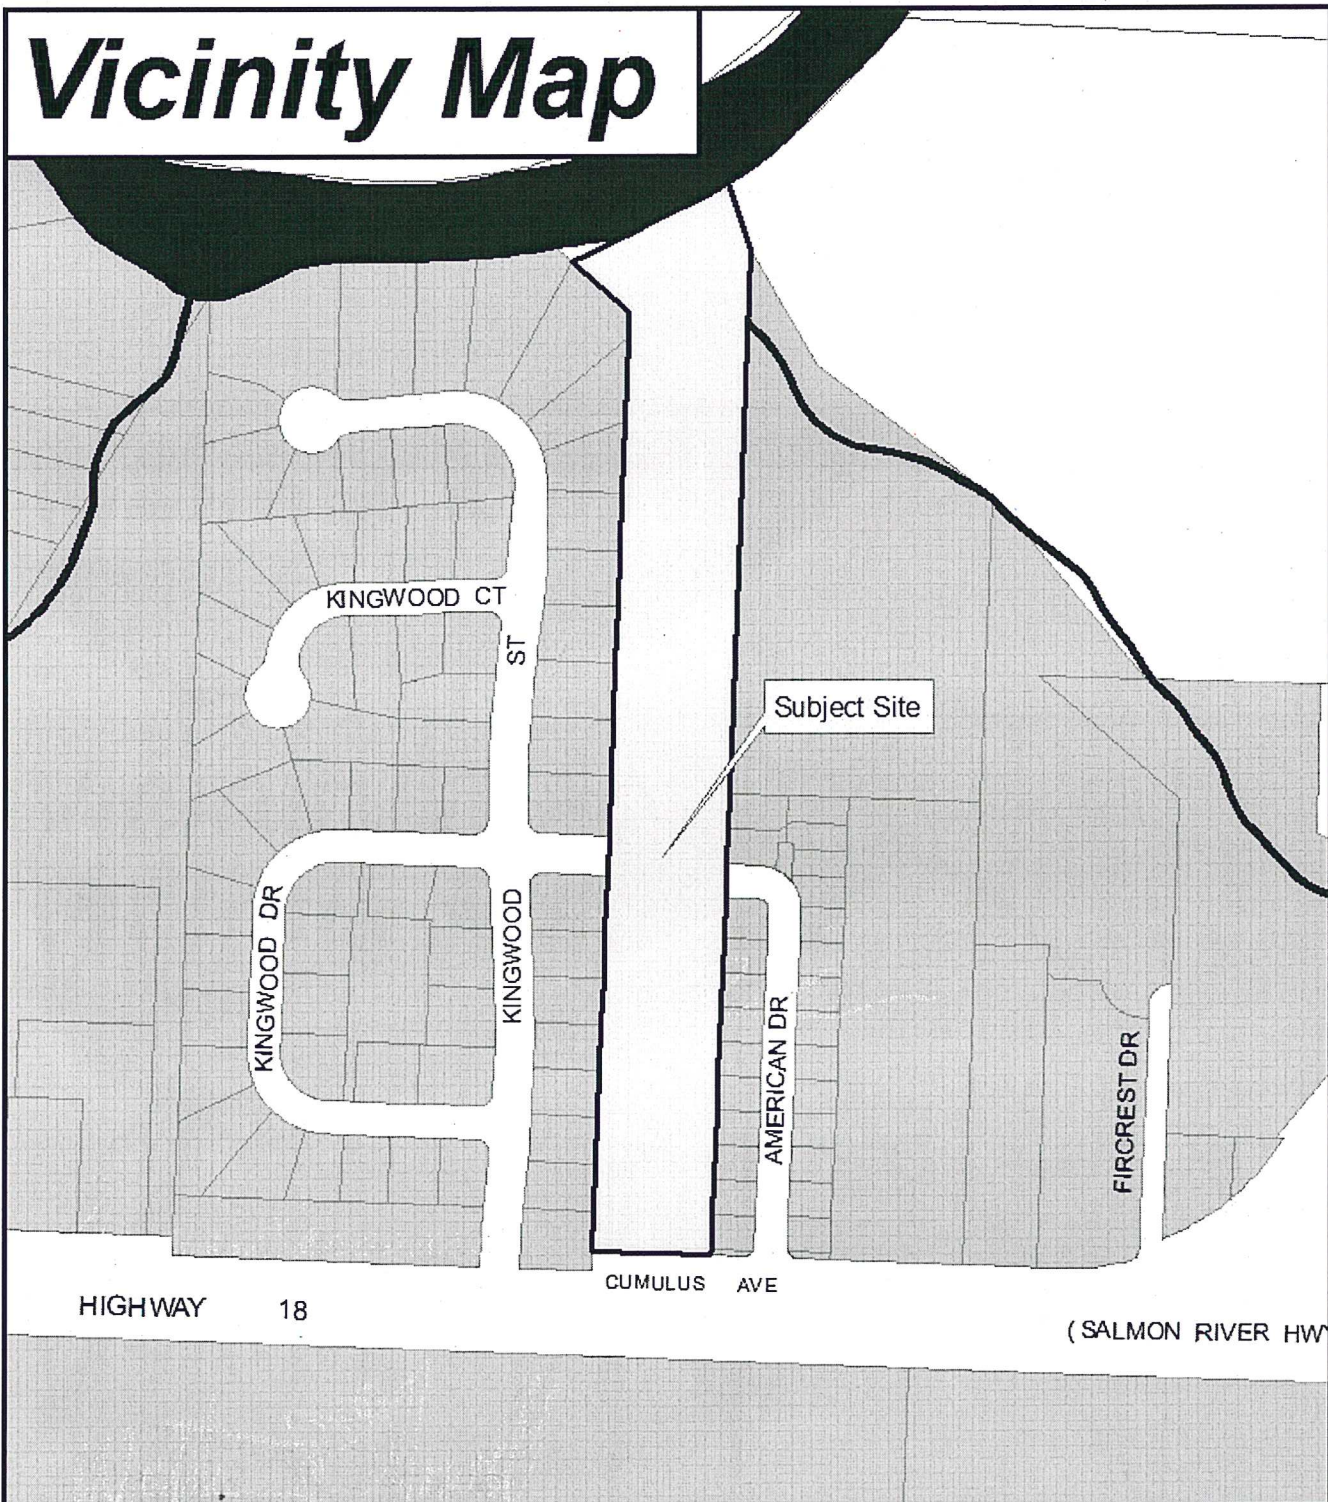 Vicinity Map
KINGWOOD CT
ST
Subject Site
KINGWOOD DR
KINGWOOD
AMERICAN DR
FIRCREST DR
CUMULUS AVE
HIGHWAY 18
(SALMON RIVER HWY